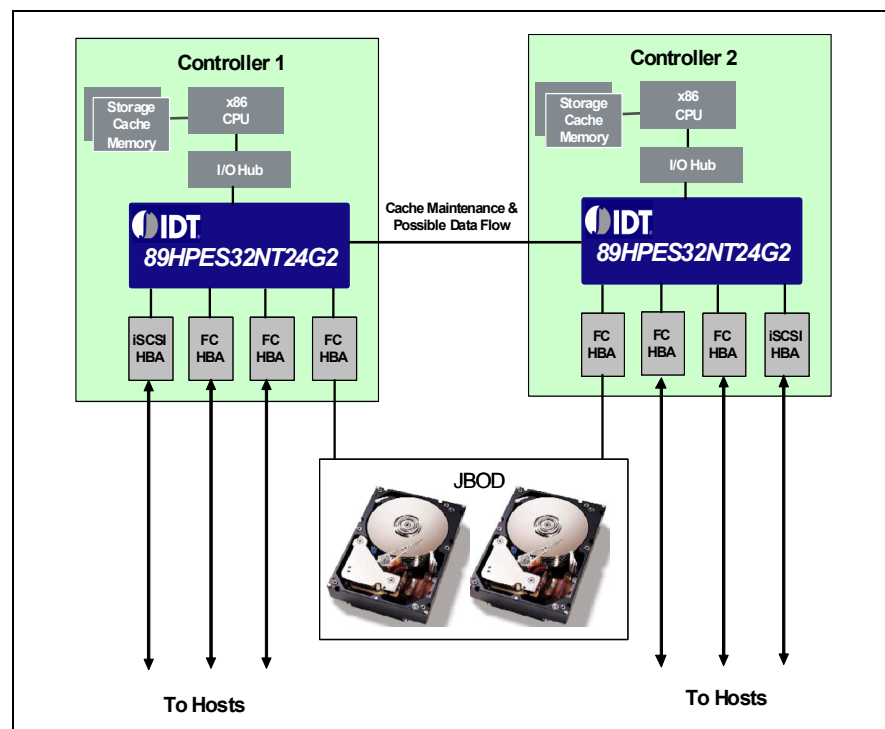 Controller 1
x86
CPU
Storage
Cache
Memory
I/O Hub
IDT
89HPES32NT24G2
iSCSI
HBA
FC
HBA
FC
HBA
FC
HBA
Cache Maintenance &
Possible Data Flow
Controller 2
x86
CPU
Storage
Cache
Memory
I/O Hub
IDT
89HPES32NT24G2
FC
HBA
FC
HBA
FC
HBA
iSCSI
HBA
JBOD
To Hosts
To Hosts